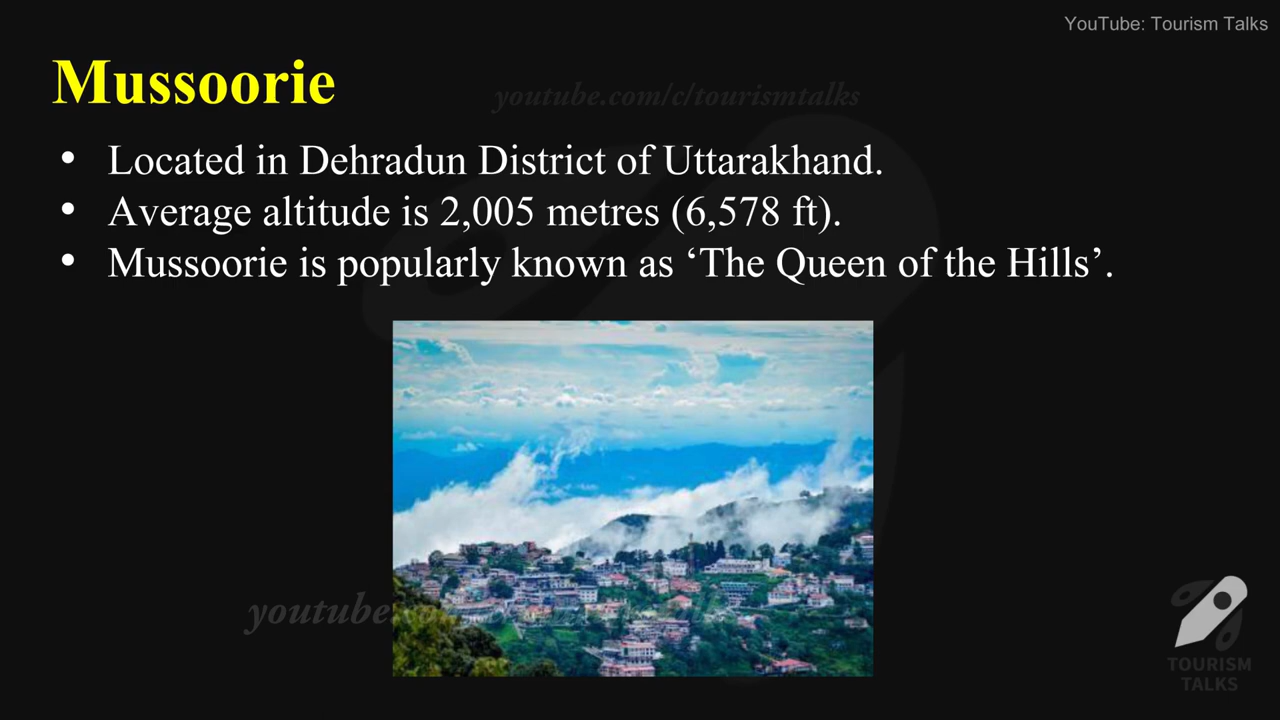 YouTube: Tourism Talks
Mussoorie
youtube.com/c/tourismtalks
• Located in Dehradun District of Uttarakhand.
• Average altitude is 2,005 metres (6,578 ft).
• Mussoorie is popularly known as ‘The Queen of the Hills’.
youtube.
TOURISM
TALKS